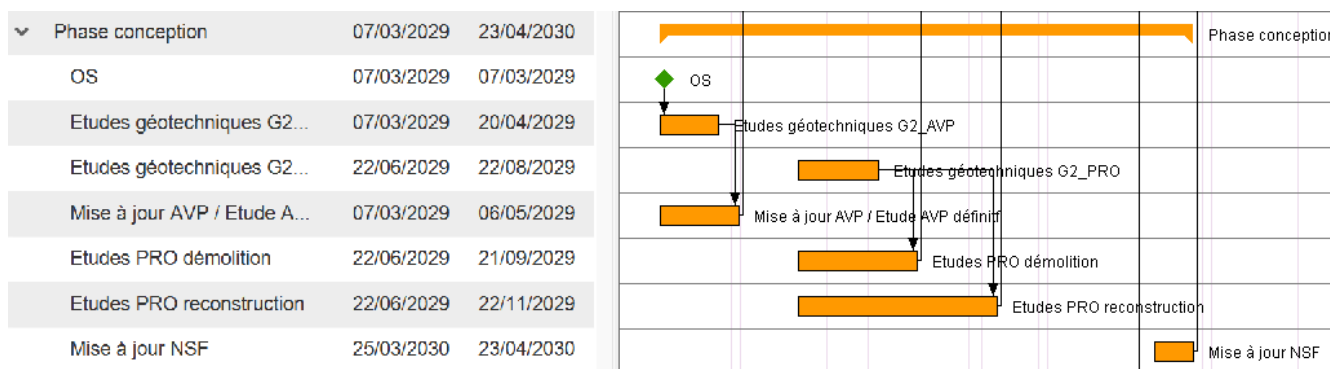 Phase conception 07/03/2029 23/04/2030 Phase conception
OS 07/03/2029 07/03/2029 OS
Etudes géotechniques G2... 07/03/2029 20/04/2029 Etudes géotechniques G2_AVP
Etudes géotechniques G2... 22/06/2029 22/08/2029 Etudes géotechniques G2_PRO
Mise à jour AVP / Etude A... 07/03/2029 06/05/2029 Mise à jour AVP / Etude AVP définitf
Etudes PRO démolition 22/06/2029 21/09/2029 Etudes PRO démolition
Etudes PRO reconstruction 22/06/2029 22/11/2029 Etudes PRO reconstruction
Mise à jour NSF 25/03/2030 23/04/2030 Mise à jour NSF